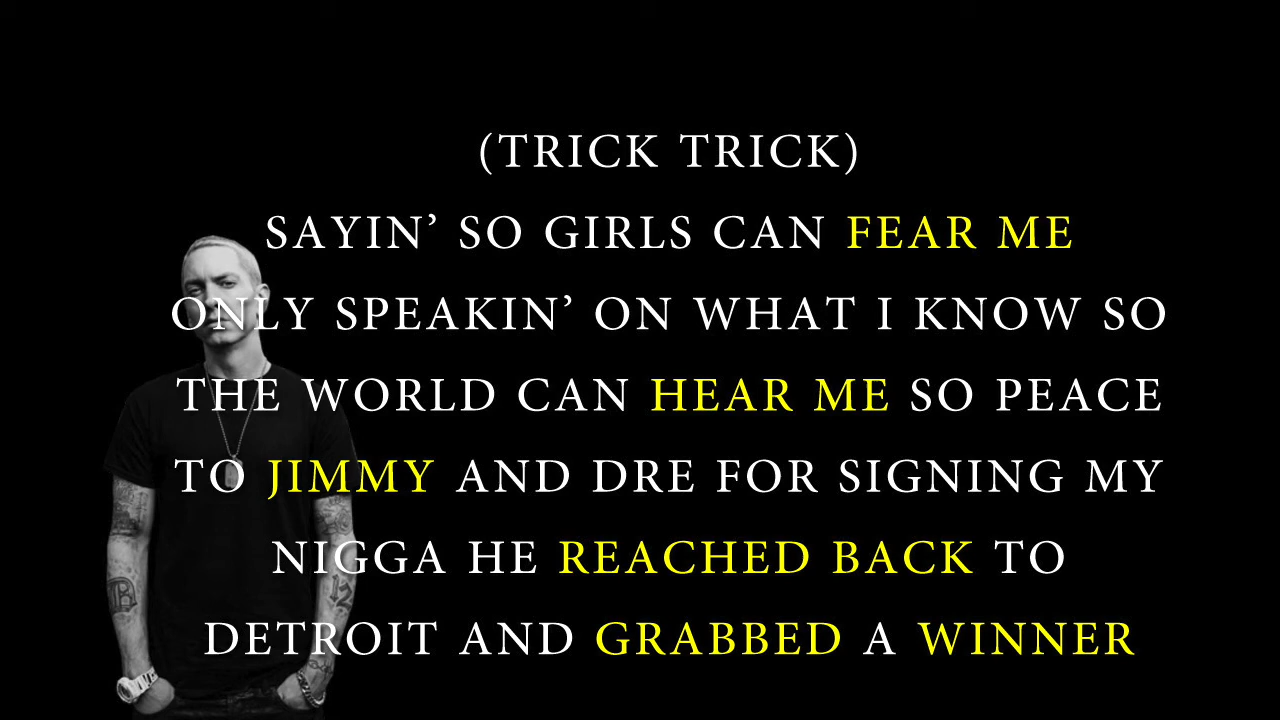 (TRICK TRICK)
SAYIN’ SO GIRLS CAN FEAR ME
ONLY SPEAKIN’ ON WHAT I KNOW SO
THE WORLD CAN HEAR ME SO PEACE
TO JIMMY AND DRE FOR SIGNING MY
NIGGA HE REACHED BACK TO
DETROIT AND GRABBED A WINNER